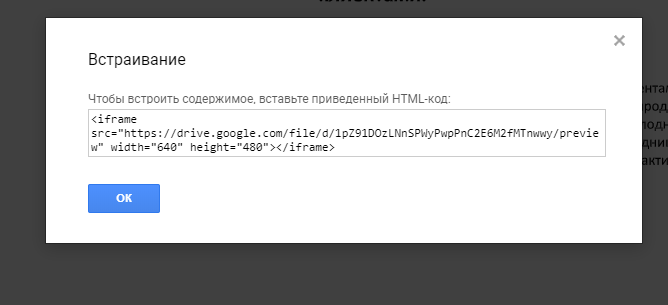 Встраивание
Чтобы встроить содержимое, вставьте приведенный HTML-код:
<iframe
src="https://drive.google.com/file/d/1pZ91DOzLNnSPWyPwpPnC2E6M2fMTnwwy/previe
w" width="640" height="480"></iframe>
ОК